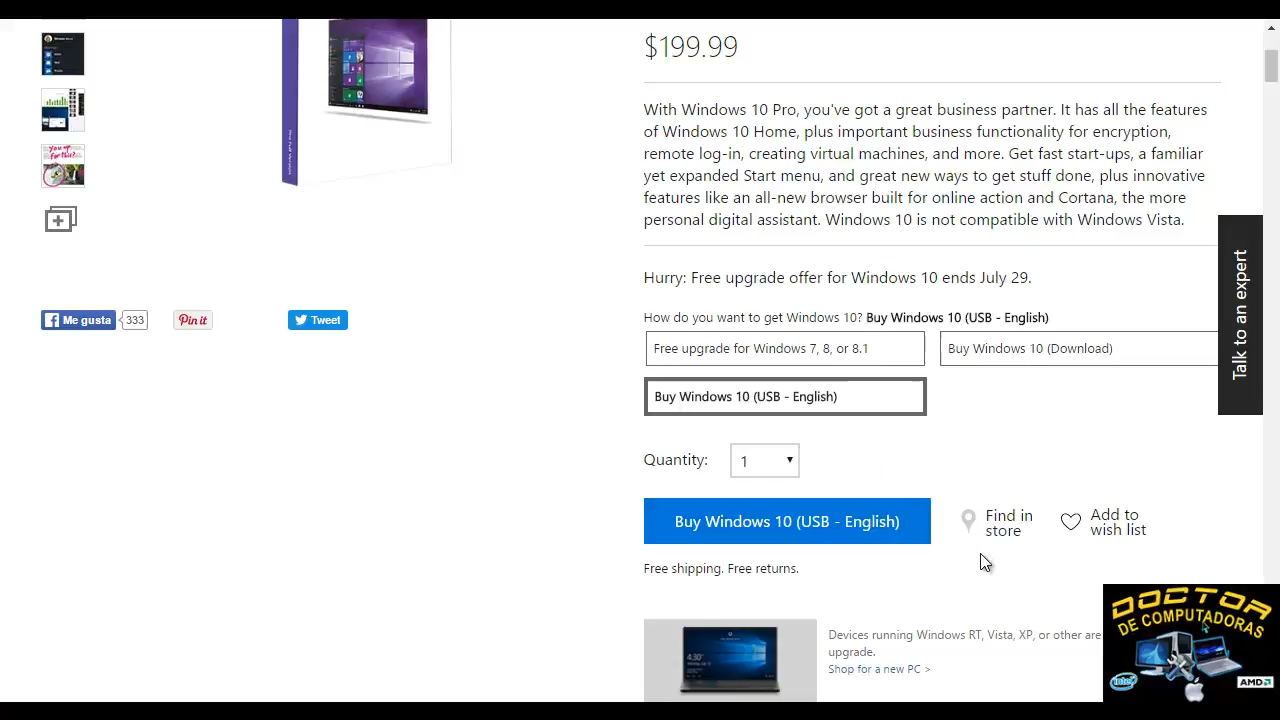 $199.99
With Windows 10 Pro, you've got a great business partner. It has all the features
of Windows 10 Home, plus important business functionality for encryption,
remote log-in, creating virtual machines, and more. Get fast start-ups, a familiar
yet expanded Start menu, and great new ways to get stuff done, plus innovative
features like an all-new browser built for online action and Cortana, the more
personal digital assistant. Windows 10 is not compatible with Windows Vista.
Hurry: Free upgrade offer for Windows 10 ends July 29.
How do you want to get Windows 10? Buy Windows 10 (USB - English)
Free upgrade for Windows 7, 8, or 8.1
Buy Windows 10 (Download)
Buy Windows 10 (USB - English)
Quantity: 1
Buy Windows 10 (USB - English)
Find in
store
Add to
wish list
Free shipping. Free returns.
Devices running Windows RT, Vista, XP, or other are
upgrade.
Shop for a new PC >
Me gusta 333
Pin it
Tweet
you up
for this?
Talk to an expert
4:30
DOCTOR
DE COMPUTADORAS
intel
AMD